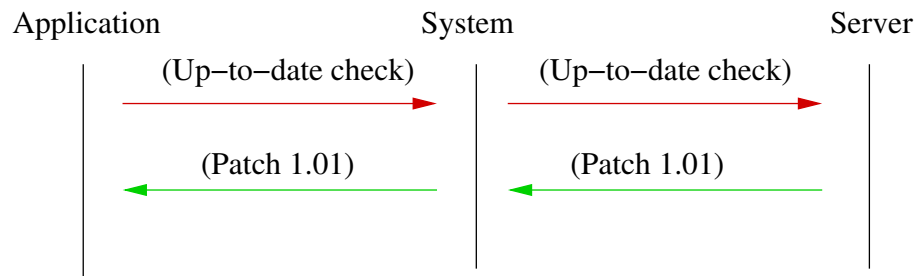 Application System Server
(Up−to−date check) (Up−to−date check)
(Patch 1.01) (Patch 1.01)